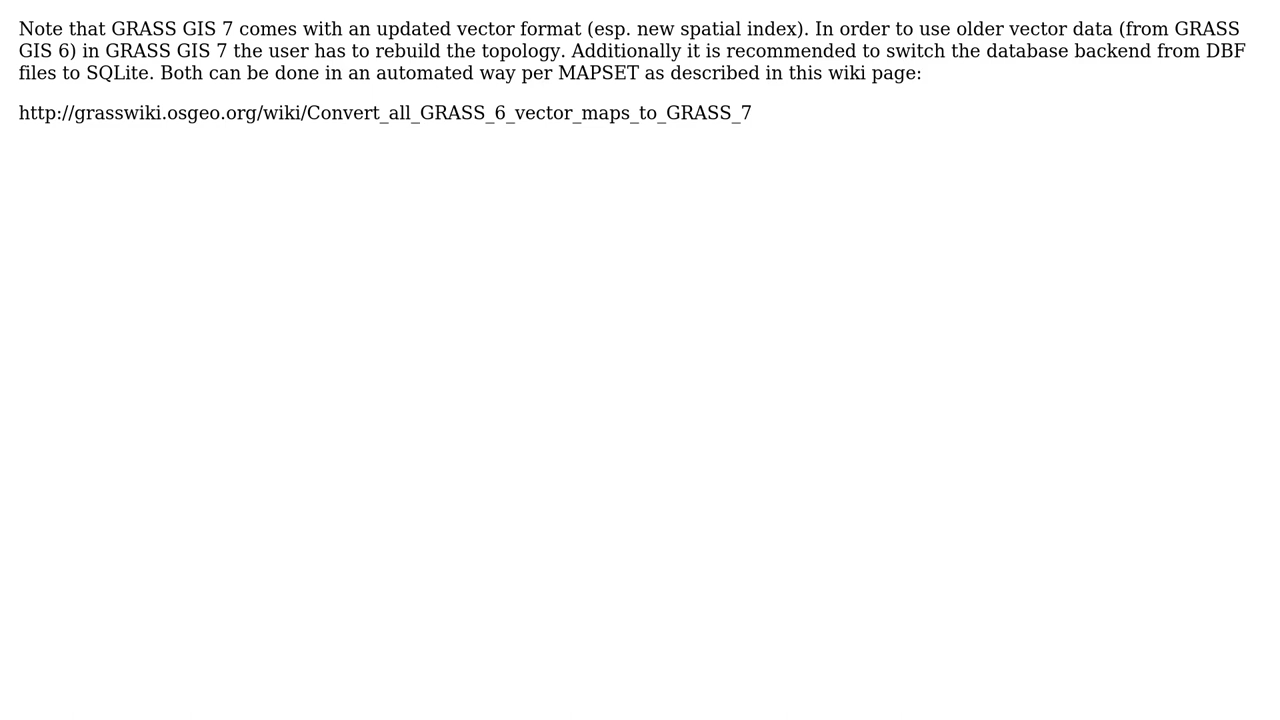 Note that GRASS GIS 7 comes with an updated vector format (esp. new spatial index). In order to use older vector data (from GRASS
GIS 6) in GRASS GIS 7 the user has to rebuild the topology. Additionally it is recommended to switch the database backend from DBF
files to SQLite. Both can be done in an automated way per MAPSET as described in this wiki page:
http://grasswiki.osgeo.org/wiki/Convert_all_GRASS_6_vector_maps_to_GRASS_7